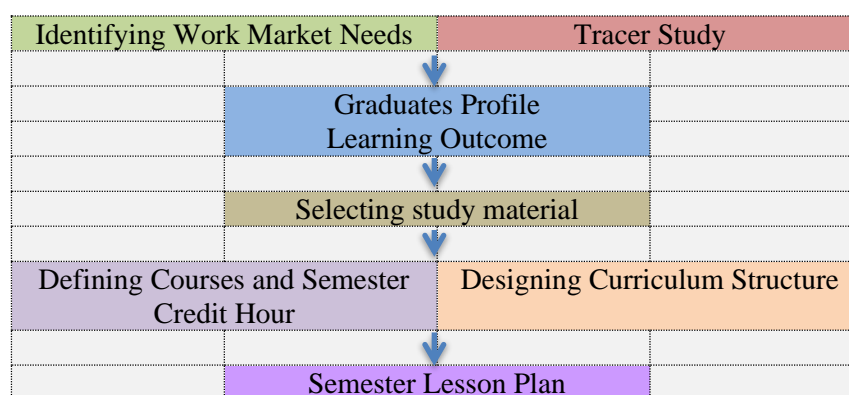 Identifying Work Market Needs
Tracer Study
Graduates Profile
Learning Outcome
Selecting study material
Defining Courses and Semester
Credit Hour
Designing Curriculum Structure
Semester Lesson Plan